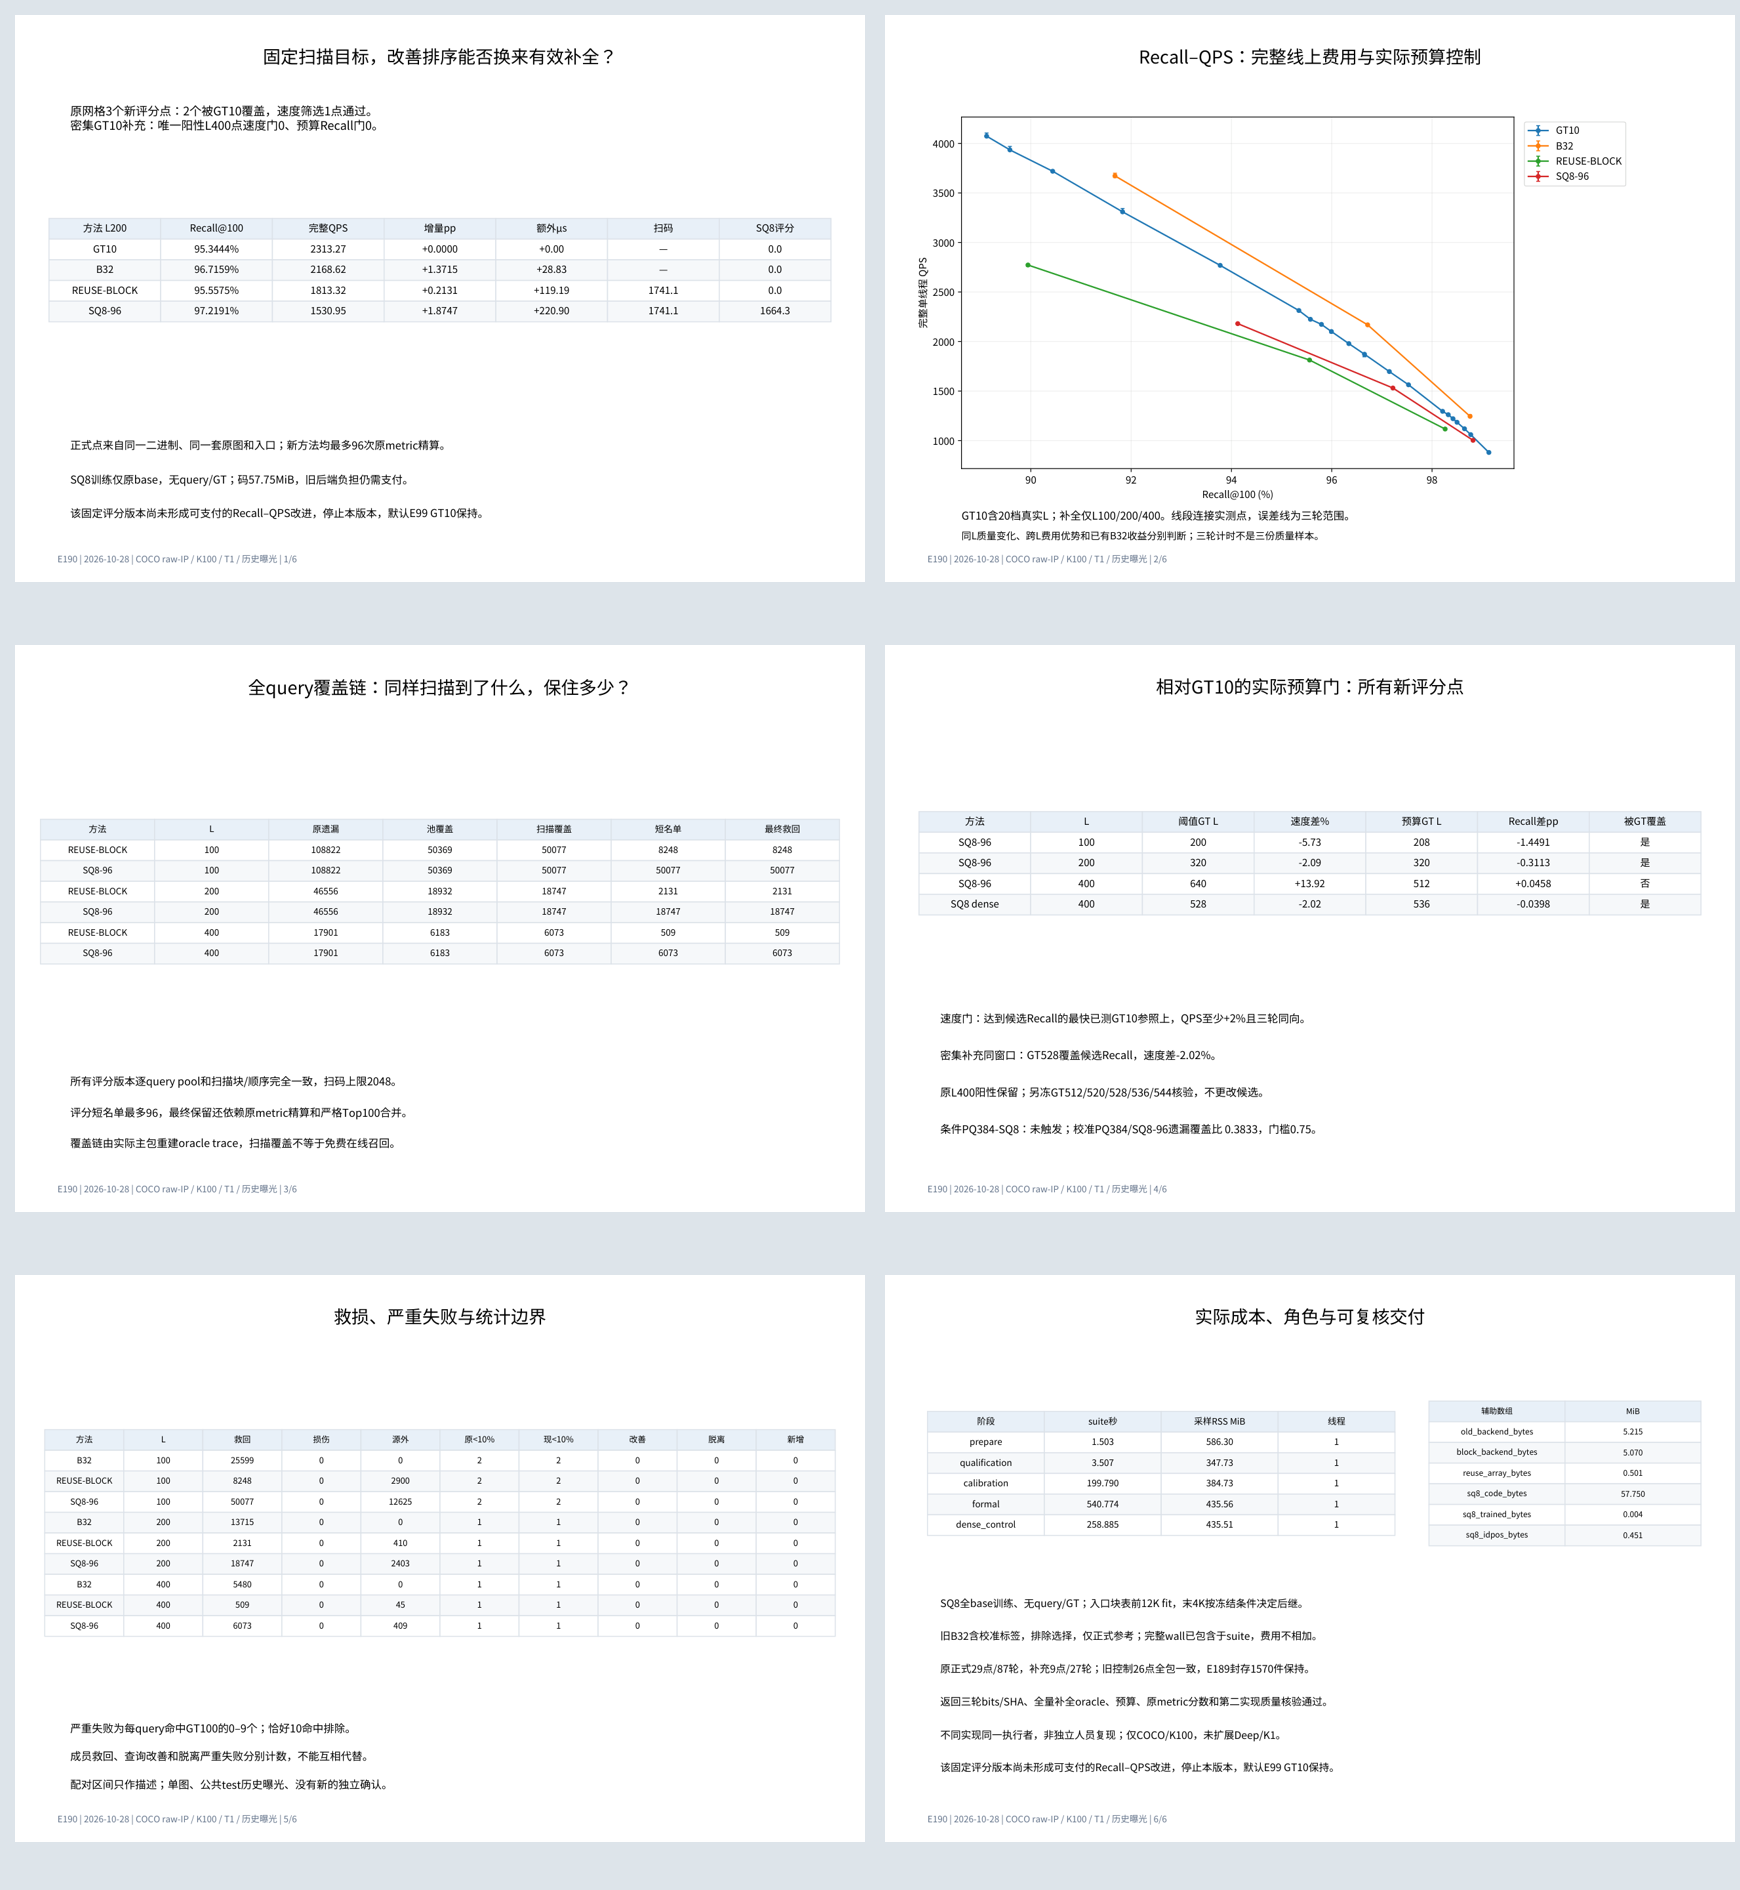 固定扫描目标，改善排序能否换来有效补全？
原网格3个新评分点：2个被GT10覆盖，速度筛选1点通过。
密集GT10补充：唯一阳性L400点速度门0、预算Recall门0。
方法 L200 Recall@100 完整QPS 增量pp 额外μs 扫码 SQ8评分
GT10 95.3444% 2313.27 +0.0000 +0.00 — 0.0
B32 96.7159% 2168.62 +1.3715 +28.83 — 0.0
REUSE-BLOCK 95.5575% 1813.32 +0.2131 +119.19 1741.1 0.0
SQ8-96 97.2191% 1530.95 +1.8747 +220.90 1741.1 1664.3
正式点来自同一二进制、同一套原图和入口；新方法均最多96次原metric精算。
SQ8训练仅原base，无query/GT；码57.75MiB，旧后端负担仍需支付。
该固定评分版本尚未形成可支付的Recall–QPS改进，停止本版本，默认E99 GT10保持。
E190 | 2026-10-28 | COCO raw-IP / K100 / T1 / 历史曝光 | 1/6
Recall–QPS：完整线上费用与实际预算控制
GT10
B32
REUSE-BLOCK
SQ8-96
4000
3500
3000
2500
2000
1500
1000
完整单线程 QPS
90 92 94 96 98
Recall@100 (%)
GT10含20档真实L；补全仅L100/200/400。线段连接实测点，误差线为三轮范围。
同L质量变化、跨L费用优势和已有B32收益分别判断；三轮计时不是三份质量样本。
E190 | 2026-10-28 | COCO raw-IP / K100 / T1 / 历史曝光 | 2/6
全query覆盖链：同样扫描到了什么，保住多少？
方法 L 原遗漏 池覆盖 扫描覆盖 短名单 最终救回
REUSE-BLOCK 100 108822 50369 50077 8248 8248
SQ8-96 100 108822 50369 50077 50077 50077
REUSE-BLOCK 200 46556 18932 18747 2131 2131
SQ8-96 200 46556 18932 18747 18747 18747
REUSE-BLOCK 400 17901 6183 6073 509 509
SQ8-96 400 17901 6183 6073 6073 6073
所有评分版本逐query pool和扫描块/顺序完全一致，扫码上限2048。
评分短名单最多96，最终保留还依赖原metric精算和严格Top100合并。
覆盖链由实际主包重建oracle trace，扫描覆盖不等于免费在线召回。
E190 | 2026-10-28 | COCO raw-IP / K100 / T1 / 历史曝光 | 3/6
相对GT10的实际预算门：所有新评分点
方法 L 阈值GT L 速度差% 预算GT L Recall差pp 被GT覆盖
SQ8-96 100 200 -5.73 208 -1.4491 是
SQ8-96 200 320 -2.09 320 -0.3113 是
SQ8-96 400 640 +13.92 512 +0.0458 否
SQ8 dense 400 528 -2.02 536 -0.0398 是
速度门：达到候选Recall的最快已测GT10参照上，QPS至少+2%且三轮同向。
密集补充同窗口：GT528覆盖候选Recall，速度差-2.02%。
原L400阳性保留；另冻GT512/520/528/536/544核验，不更改候选。
条件PQ384-SQ8：未触发；校准PQ384/SQ8-96遗漏覆盖比 0.3833，门槛0.75。
E190 | 2026-10-28 | COCO raw-IP / K100 / T1 / 历史曝光 | 4/6
救损、严重失败与统计边界
方法 L 救回 损伤 源外 原<10% 现<10% 改善 脱离 新增
B32 100 25599 0 0 2 2 0 0 0
REUSE-BLOCK 100 8248 0 2900 2 2 0 0 0
SQ8-96 100 50077 0 12625 2 2 0 0 0
B32 200 13715 0 0 1 1 0 0 0
REUSE-BLOCK 200 2131 0 410 1 1 0 0 0
SQ8-96 200 18747 0 2403 1 1 0 0 0
B32 400 5480 0 0 1 1 0 0 0
REUSE-BLOCK 400 509 0 45 1 1 0 0 0
SQ8-96 400 6073 0 409 1 1 0 0 0
严重失败为每query命中GT100的0–9个；恰好10命中排除。
成员救回、查询改善和脱离严重失败分别计数，不能互相代替。
配对区间只作描述；单图、公共test历史曝光、没有新的独立确认。
E190 | 2026-10-28 | COCO raw-IP / K100 / T1 / 历史曝光 | 5/6
实际成本、角色与可复核交付
阶段 suite秒 采样RSS MiB 线程
prepare 1.503 586.30 1
qualification 3.507 347.73 1
calibration 199.790 384.73 1
formal 540.774 435.56 1
dense_control 258.885 435.51 1
辅助数组 MiB
old_backend_bytes 5.215
block_backend_bytes 5.070
reuse_array_bytes 0.501
sq8_code_bytes 57.750
sq8_trained_bytes 0.004
sq8_idpos_bytes 0.451
SQ8全base训练、无query/GT；入口块表前12K fit，末4K按冻结条件决定后继。
旧B32含校准标签，排除选择，仅正式参考；完整wall已包含于suite，费用不相加。
原正式29点/87轮，补充9点/27轮；旧控制26点全包一致，E189封存1570件保持。
返回三轮bits/SHA、全量补全oracle、预算、原metric分数和第二实现质量核验通过。
不同实现同一执行者，非独立人员复现；仅COCO/K100，未扩展Deep/K1。
该固定评分版本尚未形成可支付的Recall–QPS改进，停止本版本，默认E99 GT10保持。
E190 | 2026-10-28 | COCO raw-IP / K100 / T1 / 历史曝光 | 6/6